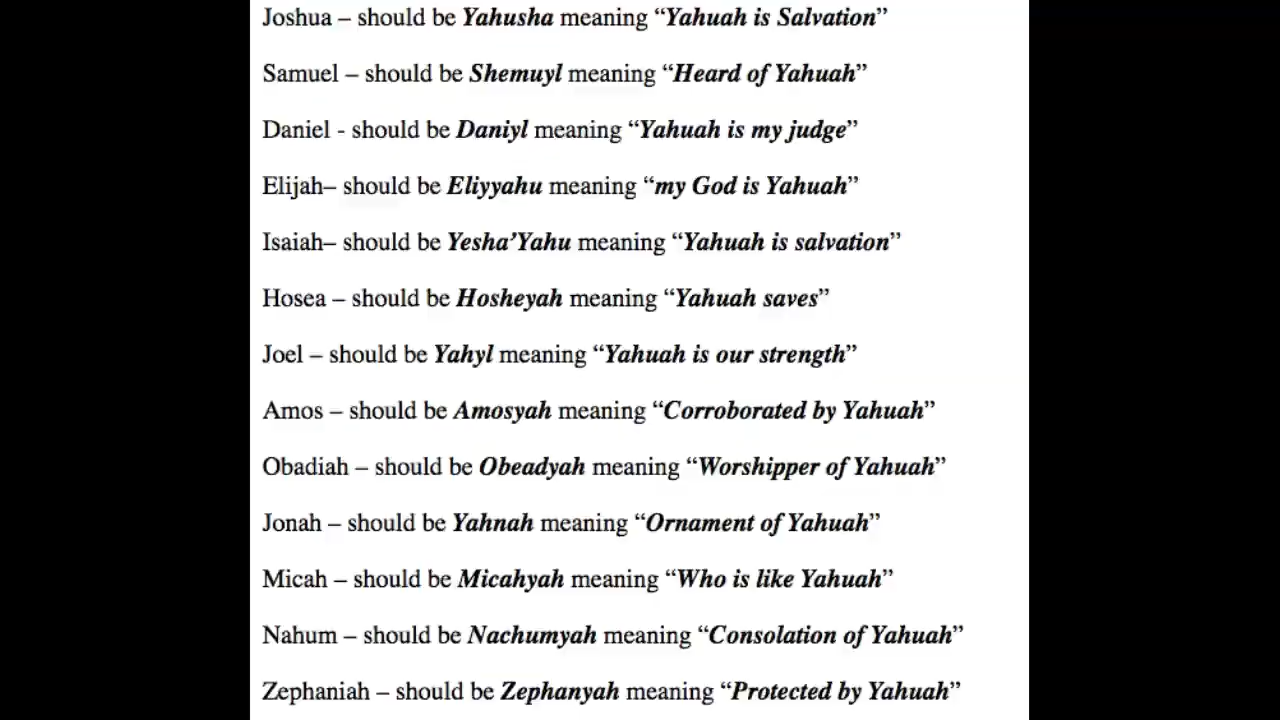 Joshua – should be Yahusha meaning “Yahuah is Salvation”
Samuel – should be Shemuyl meaning “Heard of Yahuah”
Daniel - should be Daniyl meaning “Yahuah is my judge”
Elijah– should be Eliyyahu meaning “my God is Yahuah”
Isaiah– should be Yesha’Yahu meaning “Yahuah is salvation”
Hosea – should be Hosheyah meaning “Yahuah saves”
Joel – should be Yahyl meaning “Yahuah is our strength”
Amos – should be Amosyah meaning “Corroborated by Yahuah”
Obadiah – should be Obeadyah meaning “Worshipper of Yahuah”
Jonah – should be Yahnah meaning “Ornament of Yahuah”
Micah – should be Micahyah meaning “Who is like Yahuah”
Nahum – should be Nachumyah meaning “Consolation of Yahuah”
Zephaniah – should be Zephanyah meaning “Protected by Yahuah”